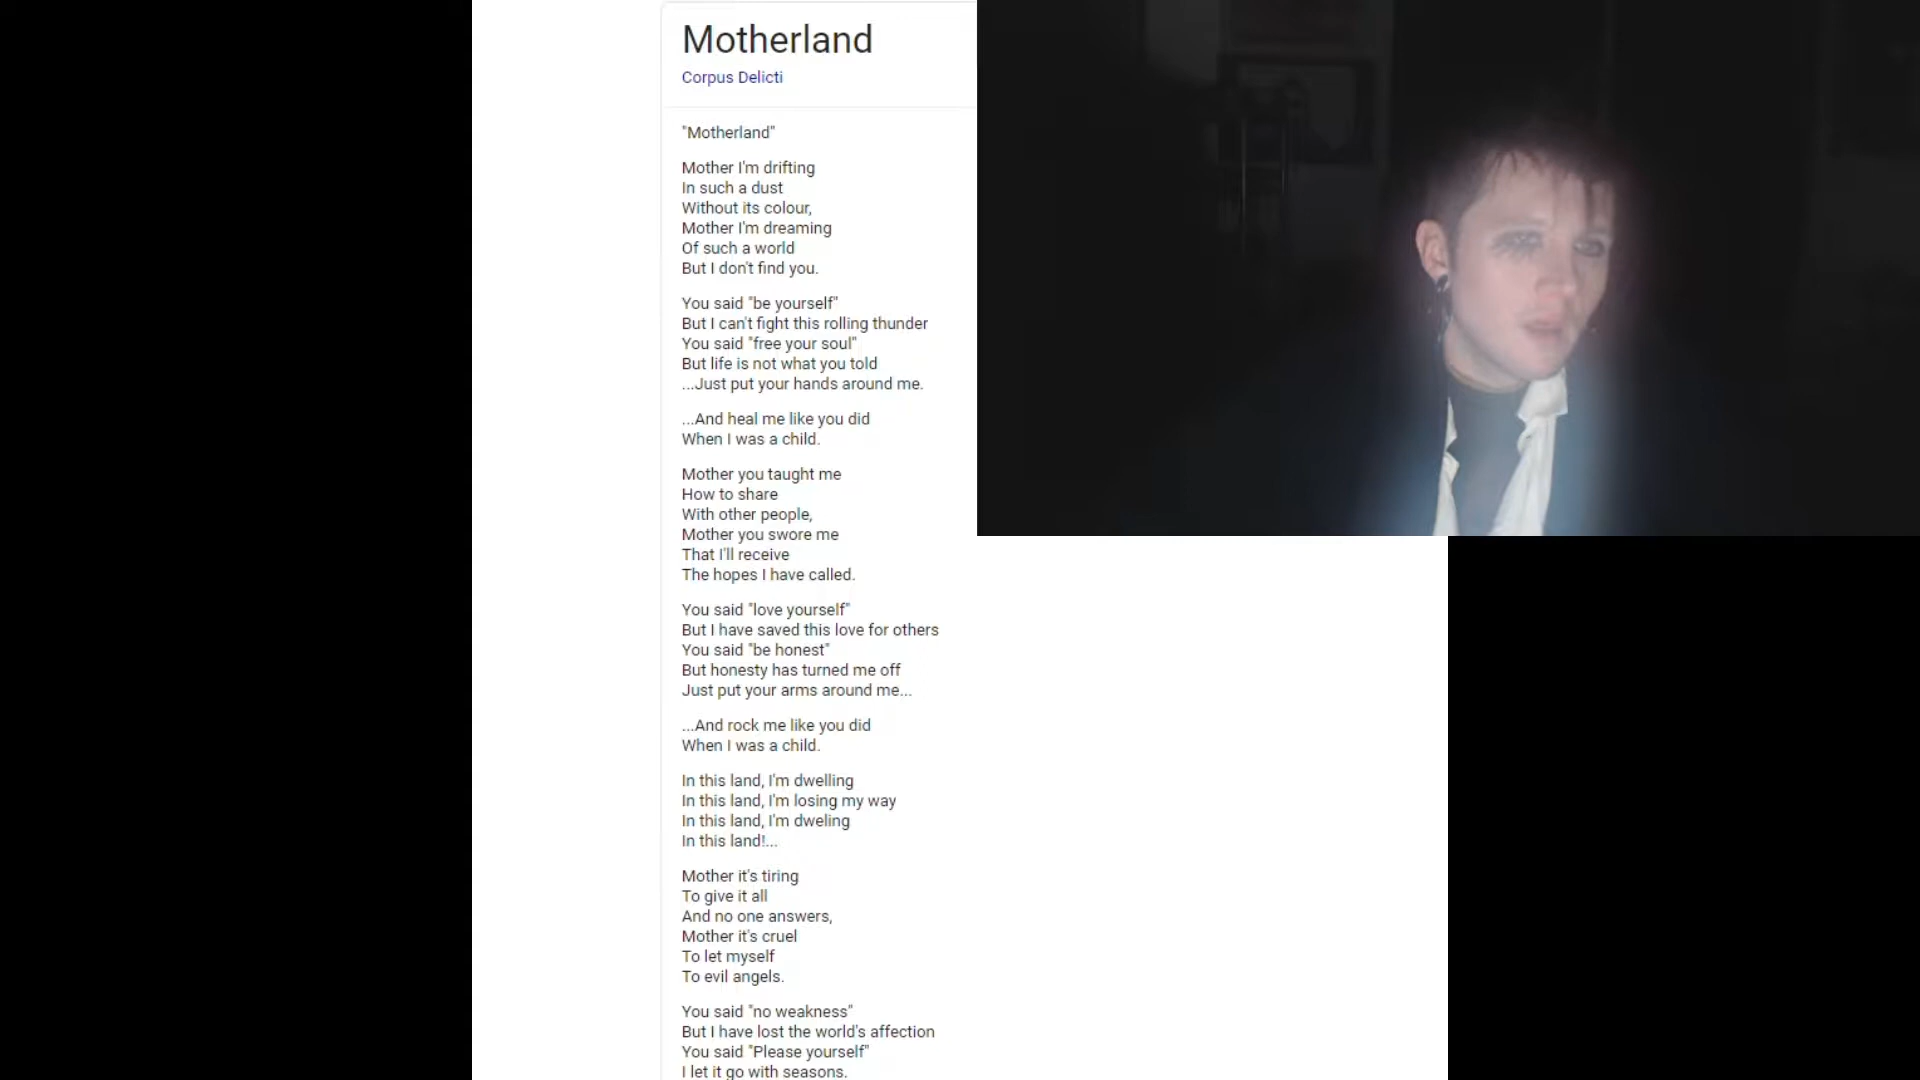 Motherland
Corpus Delicti
"Motherland"
Mother I'm drifting
In such a dust
Without its colour,
Mother I'm dreaming
Of such a world
But I don't find you.
You said "be yourself"
But I can't fight this rolling thunder
You said "free your soul"
But life is not what you told
...Just put your hands around me.
...And heal me like you did
When I was a child.
Mother you taught me
How to share
With other people,
Mother you swore me
That I'll receive
The hopes I have called.
You said "love yourself"
But I have saved this love for others
You said "be honest"
But honesty has turned me off
Just put your arms around me...
...And rock me like you did
When I was a child.
In this land, I'm dwelling
In this land, I'm losing my way
In this land, I'm dweling
In this land!...
Mother it's tiring
To give it all
And no one answers,
Mother it's cruel
To let myself
To evil angels.
You said "no weakness"
But I have lost the world's affection
You said "Please yourself"
I let it go with seasons.